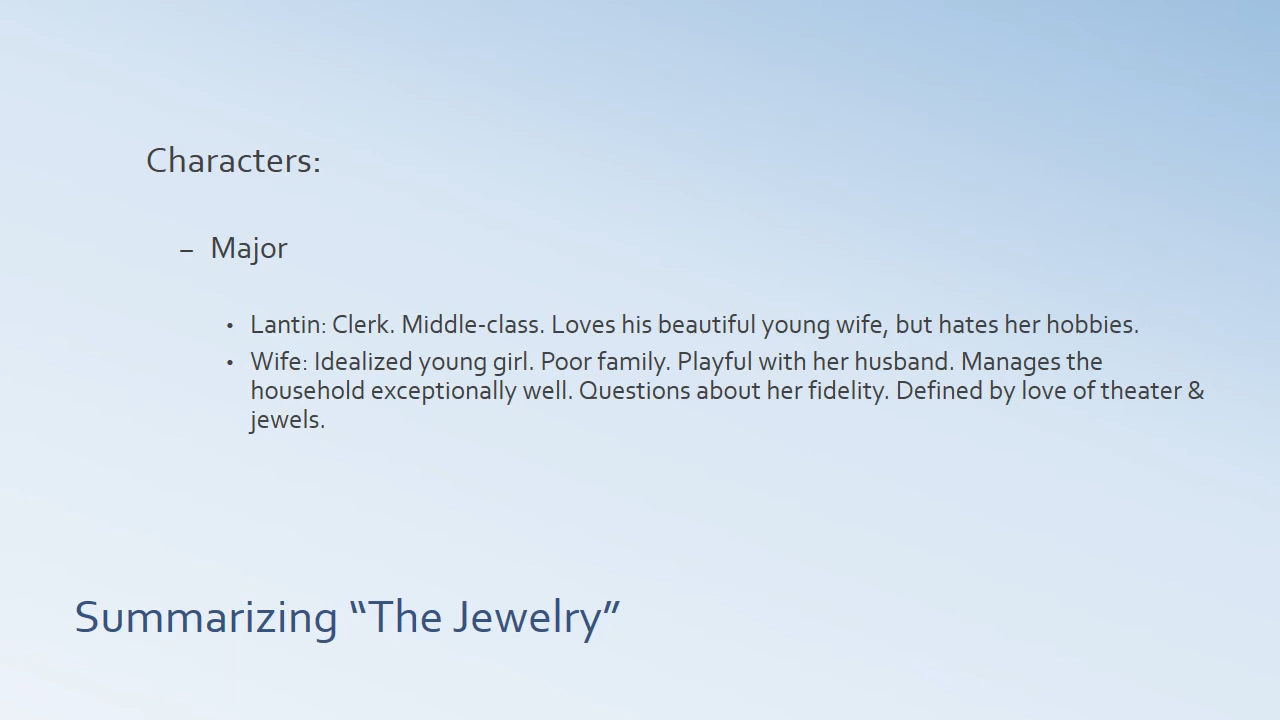 Characters:
– Major
• Lantin: Clerk. Middle-class. Loves his beautiful young wife, but hates her hobbies.
• Wife: Idealized young girl. Poor family. Playful with her husband. Manages the
household exceptionally well. Questions about her fidelity. Defined by love of theater &
jewels.
Summarizing “The Jewelry”